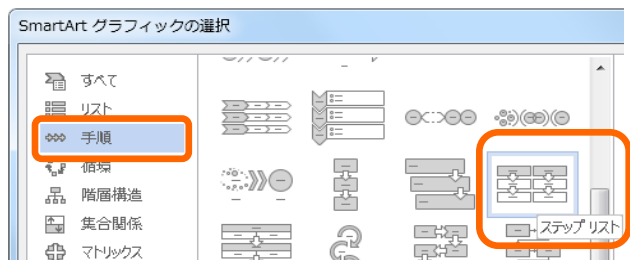 SmartArt グラフィックの選択
すべて
リスト
手順
循環
階層構造
集合関係
マトリックス
ステップ リスト